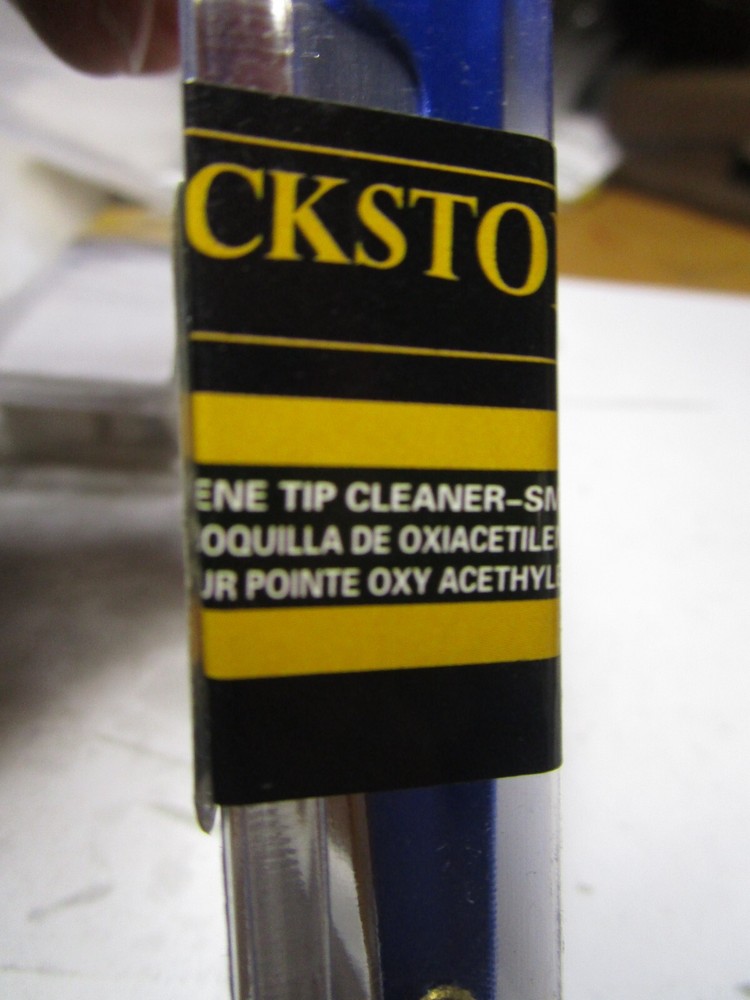 CKSTO
ENE TIP CLEANER-SM
OQUILLA DE OXIACETILE
UR POINTE OXY ACETHYL